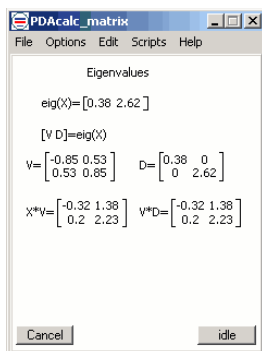 PDAcalc_matrix
File Options Edit Scripts Help
Eigenvalues
eig(X)=[0.38 2.62]
[V D]=eig(X)
V=[-0.85 0.53 D=[0.38 0
0.53 0.85] 0 2.62]
X*V=[-0.32 1.38 V*D=[-0.32 1.38
0.2 2.23] 0.2 2.23]
Cancel idle